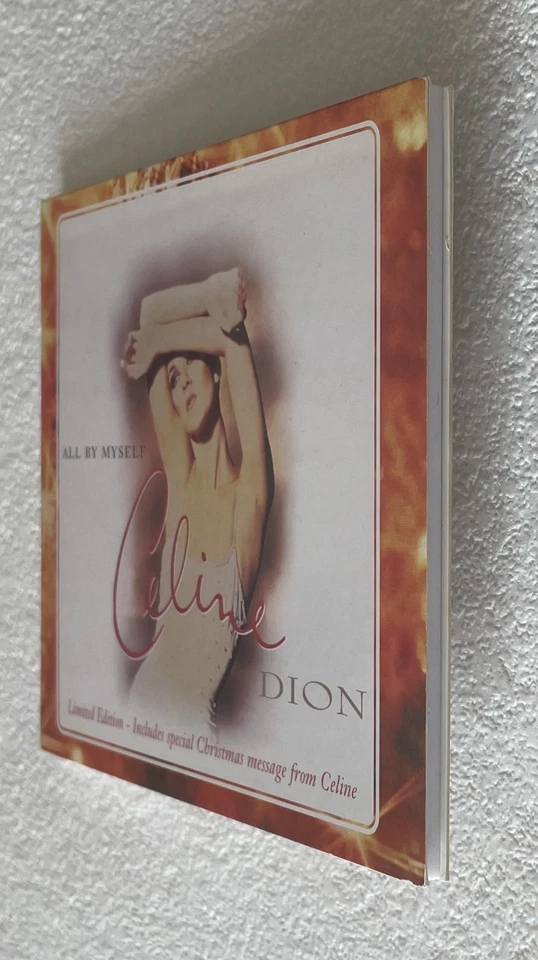 ALL BY MYSELF
Celine
DION
Limited Edition - Includes special Christmas message from Celine